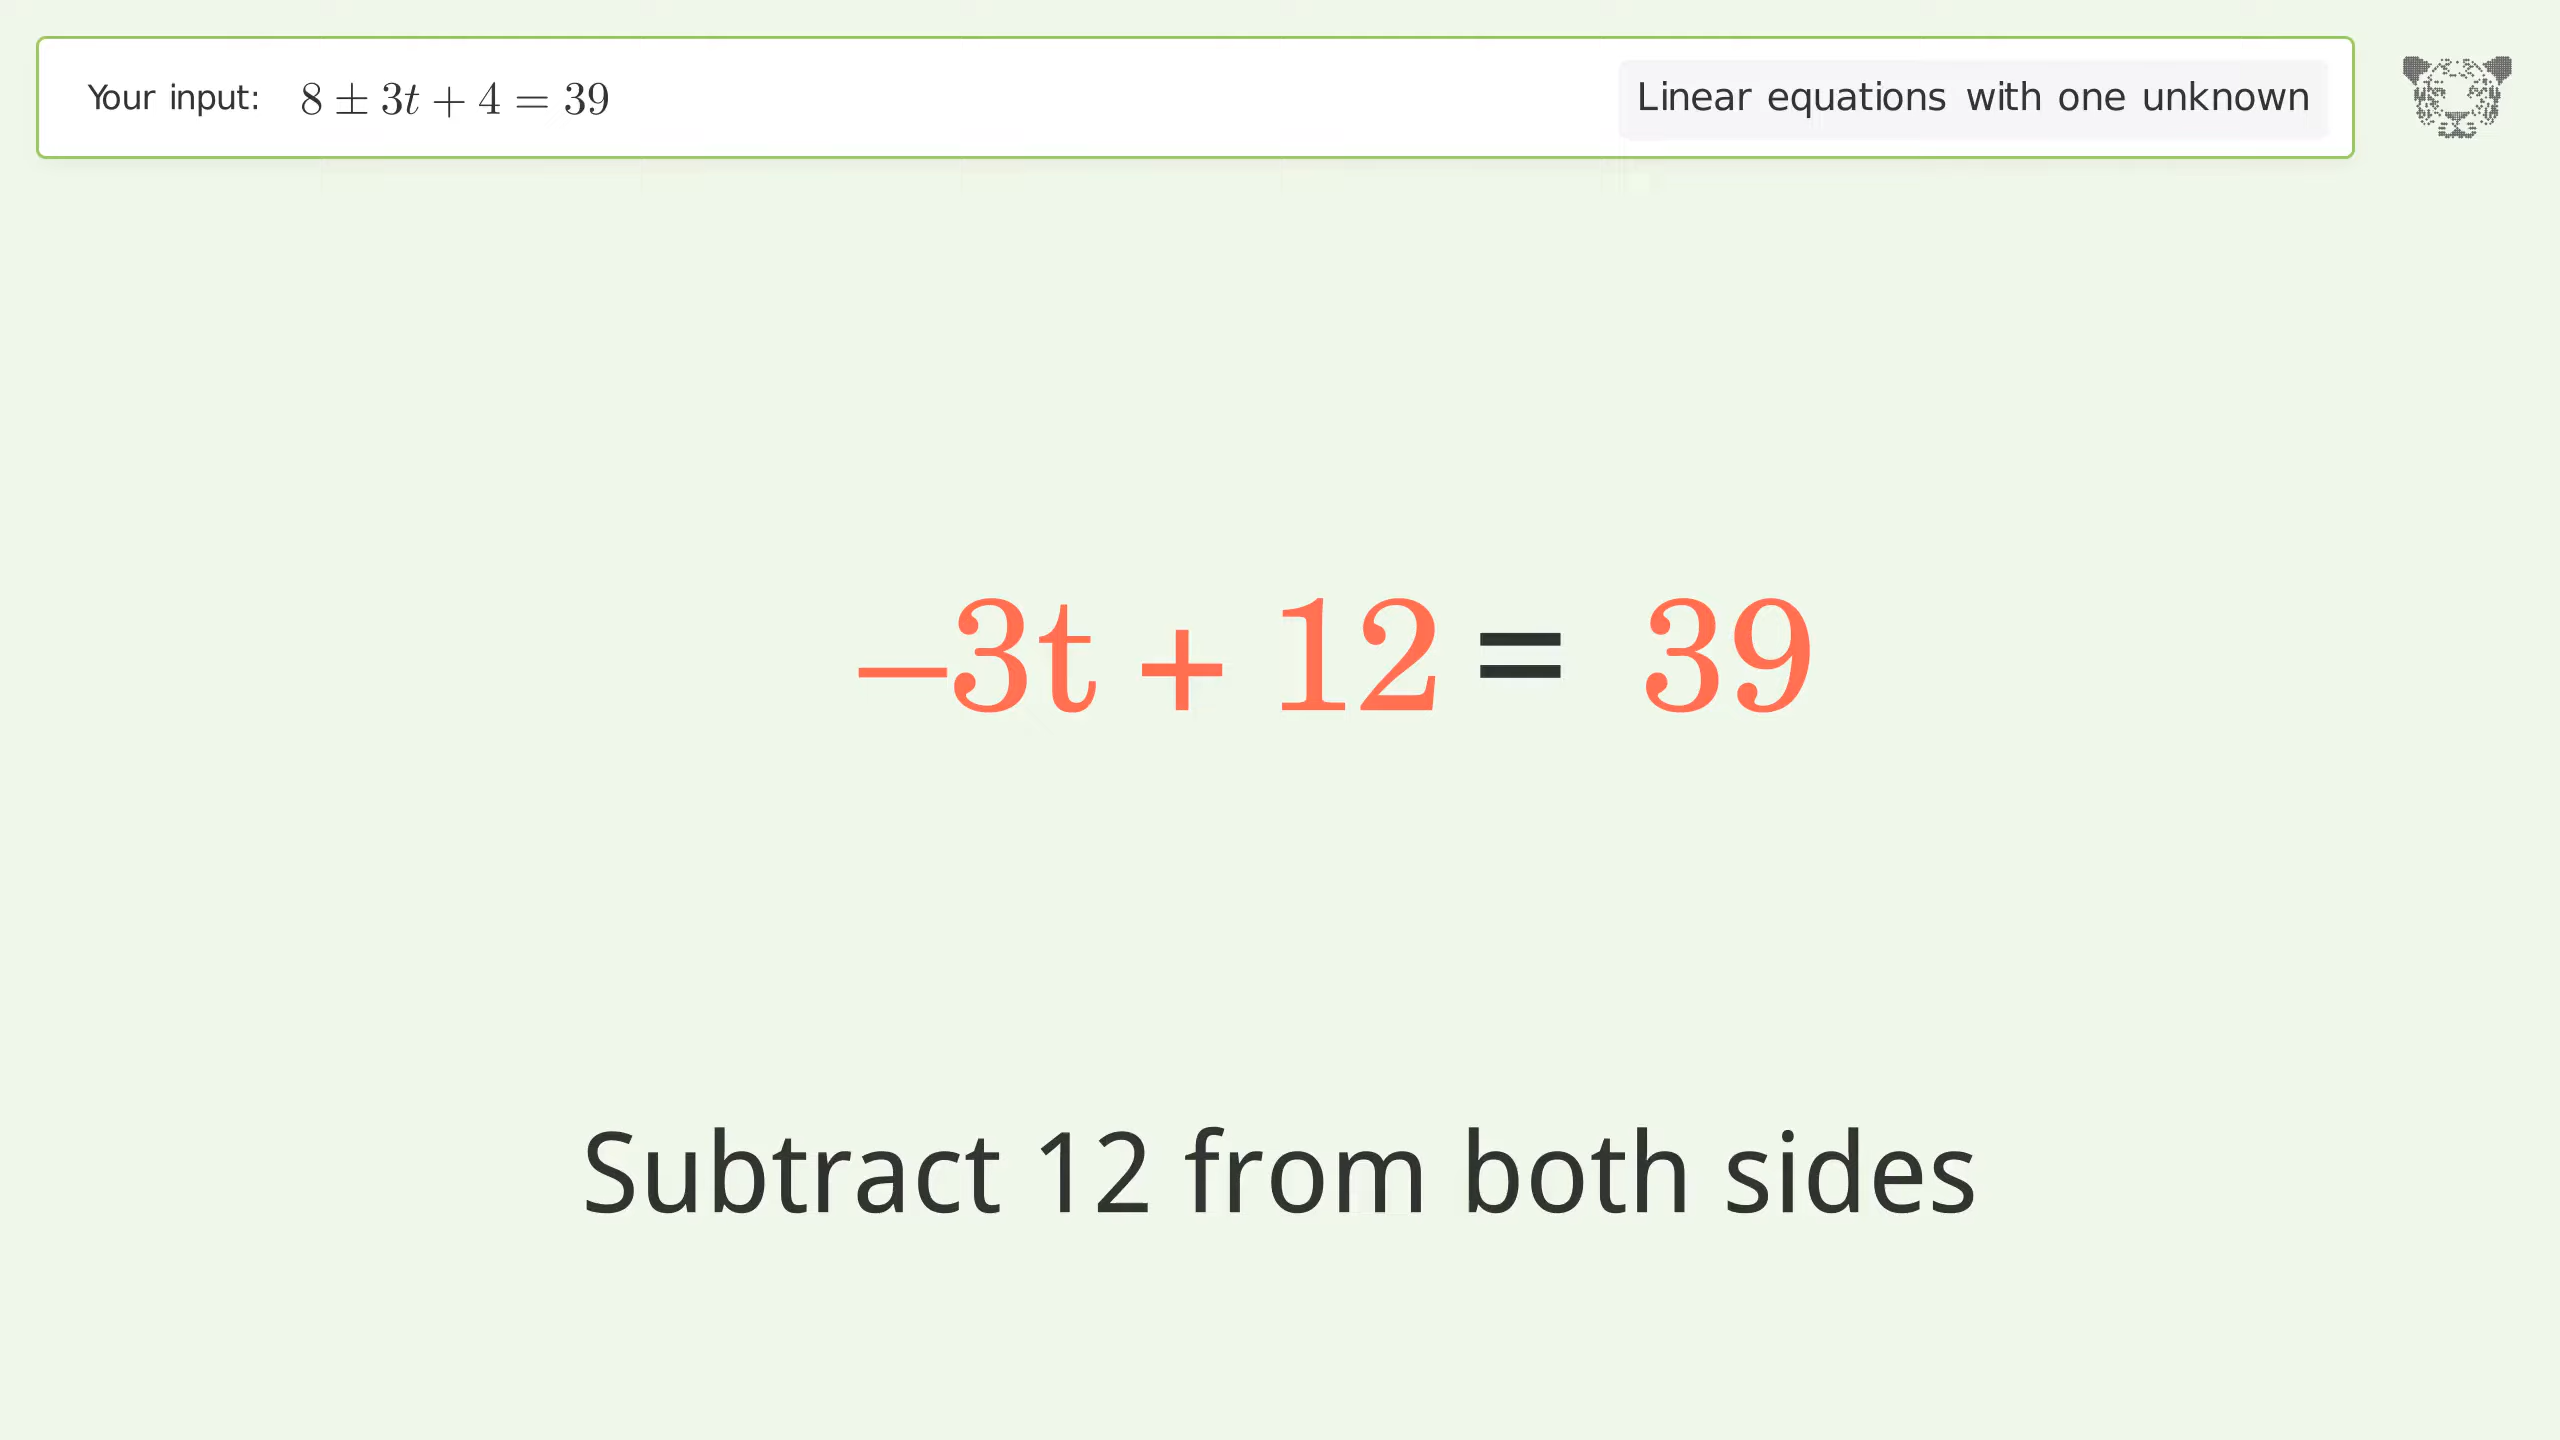 Your input: 8 ± 3t + 4 = 39
Linear equations with one unknown
–3t + 12 = 39
Subtract 12 from both sides